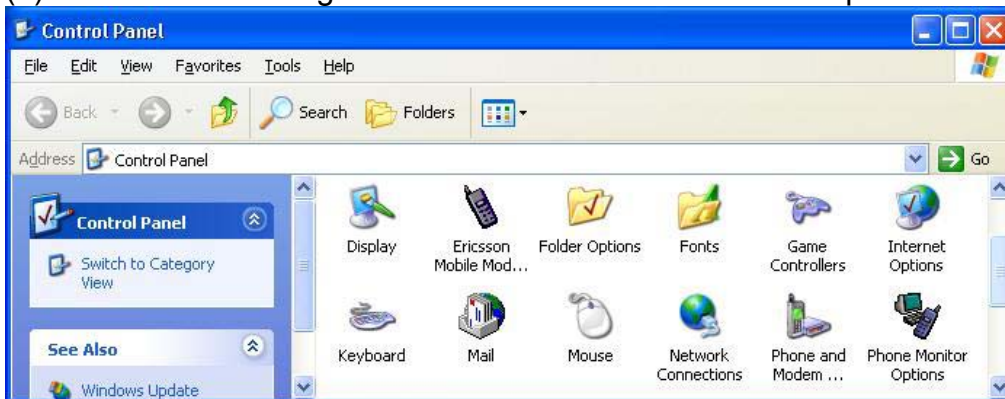 Control Panel
File Edit View Favorites Tools Help
Back Search Folders
Address Control Panel Go
Control Panel
Switch to Category
View
See Also
Windows Update
Display Ericsson Mobile Mod... Folder Options Fonts Game Controllers Internet Options
Keyboard Mail Mouse Network Connections Phone and Modem ... Phone Monitor Options